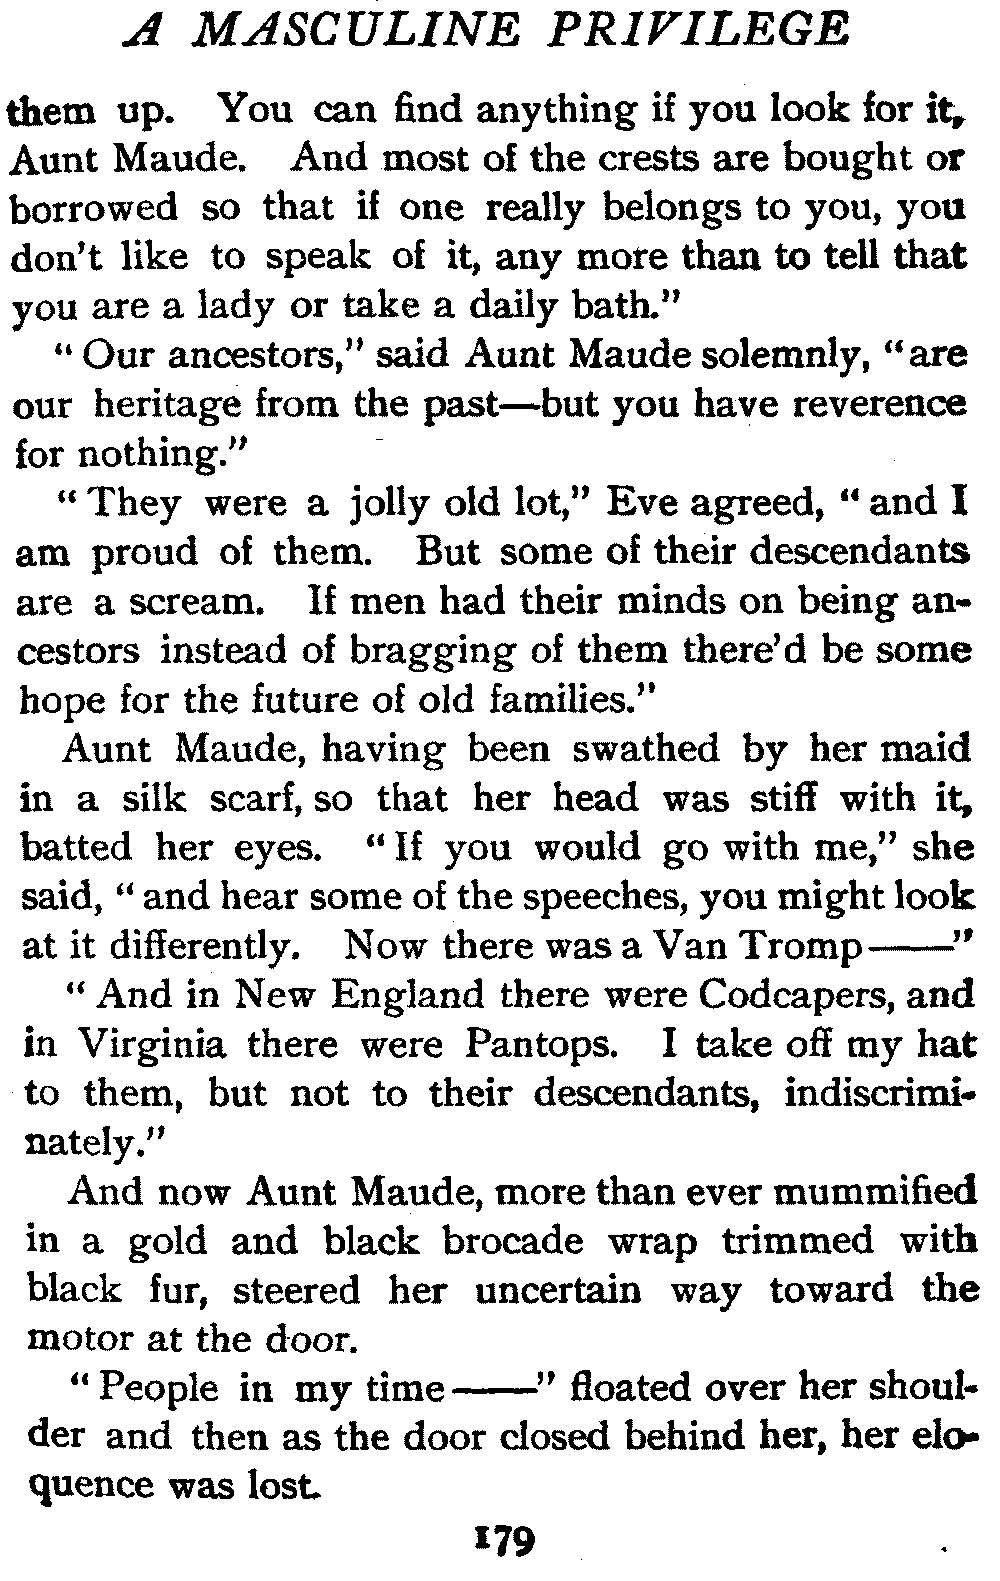 A MASCULINE PRIVILEGE
them up. You can find anything if you look for it,
Aunt Maude. And most of the crests are bought or
borrowed so that if one really belongs to you, you
don't like to speak of it, any more than to tell that
you are a lady or take a daily bath."
"Our ancestors," said Aunt Maude solemnly, "are
our heritage from the past—but you have reverence
for nothing."
"They were a jolly old lot," Eve agreed, "and I
am proud of them. But some of their descendants
are a scream. If men had their minds on being an-
cestors instead of bragging of them there'd be some
hope for the future of old families."
Aunt Maude, having been swathed by her maid
in a silk scarf, so that her head was stiff with it,
batted her eyes. "If you would go with me," she
said, "and hear some of the speeches, you might look
at it differently. Now there was a Van Tromp——"
"And in New England there were Codcapers, and
in Virginia there were Pantops. I take off my hat
to them, but not to their descendants, indiscrimi-
nately."
And now Aunt Maude, more than ever mummified
in a gold and black brocade wrap trimmed with
black fur, steered her uncertain way toward the
motor at the door.
"People in my time——" floated over her shoul-
der and then as the door closed behind her, her elo-
quence was lost.
179